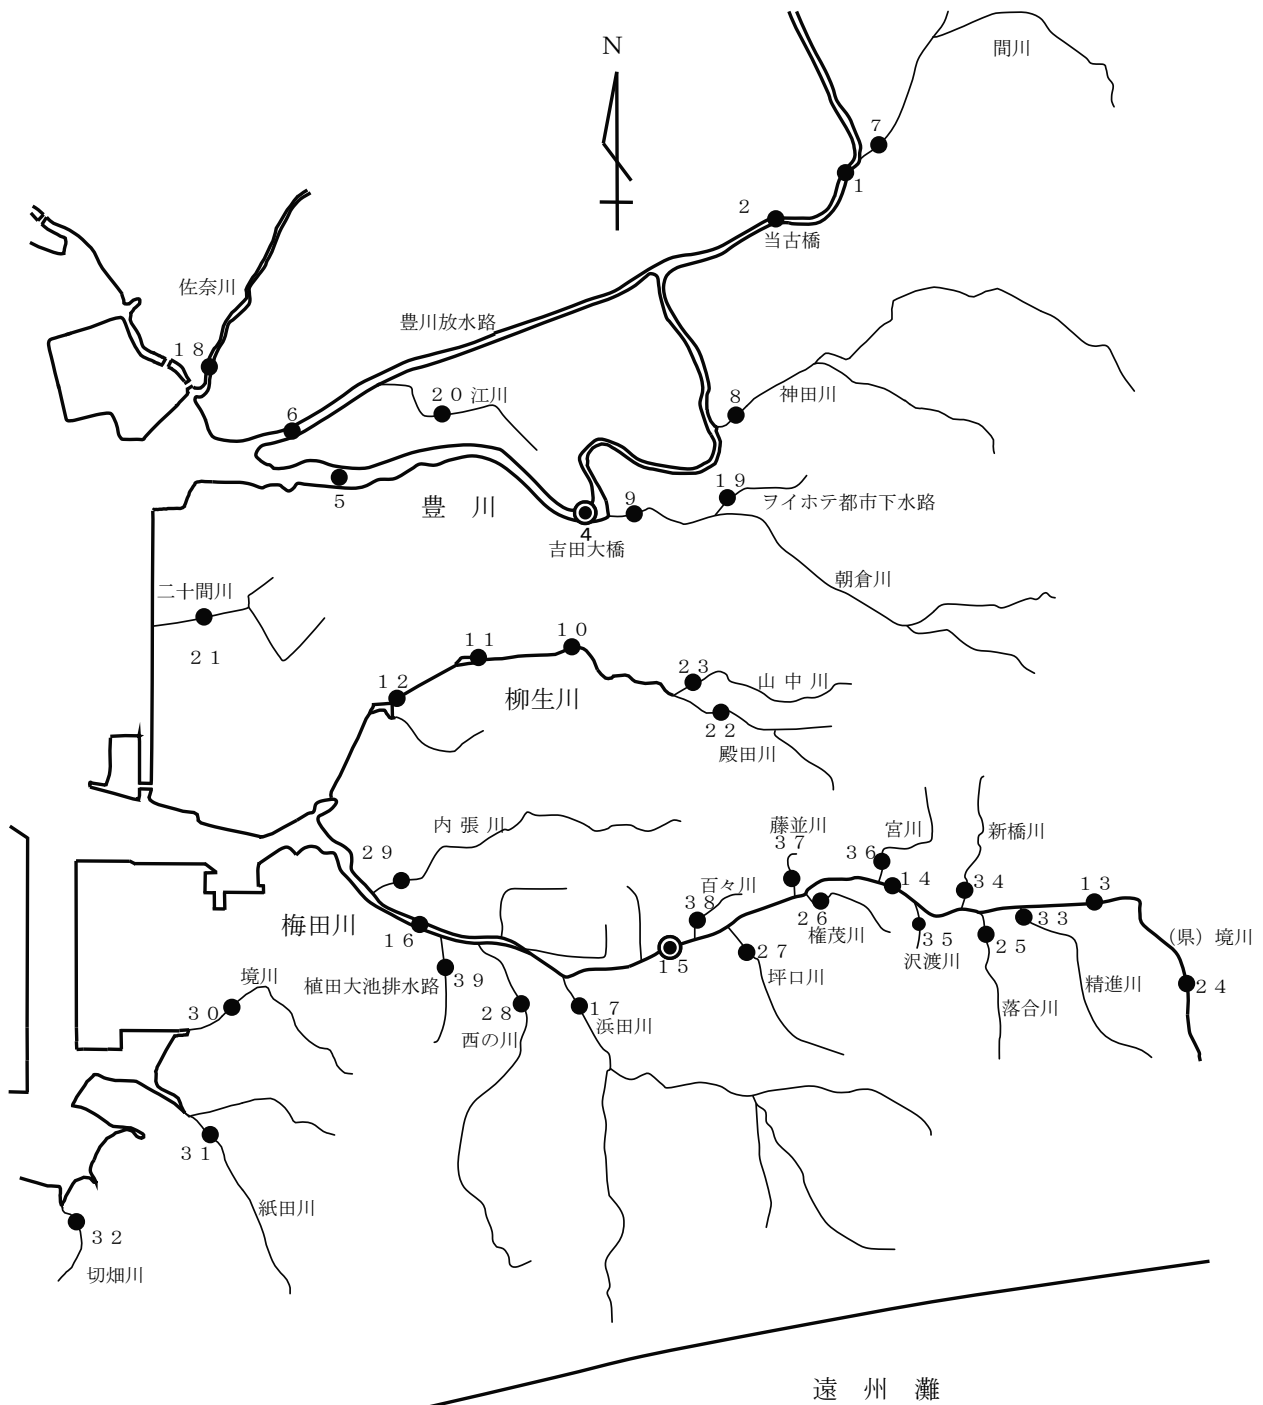 N
間川
７
１
２
当古橋
佐奈川
豊川放水路
１８
２０
江川
８
神田川
６
１９
ヲイホテ都市下水路
５
豊　川
９
４
吉田大橋
朝倉川
二十間川
２１
１０
１１
２３
山 中 川
１２
柳生川
２２
殿田川
内 張 川
藤並川
３７
宮川
新橋川
２９
３６
１４
百々川
３４
１３
３８
２６
権茂川
３３
梅田川
１６
３５
沢渡川
２５
（県）境川
１５
２７
坪口川
境川
植田大池排水路
３９
精進川
２４
３０
２８
西の川
１７
浜田川
落合川
３１
紙田川
３２
切畑川
遠　州　灘